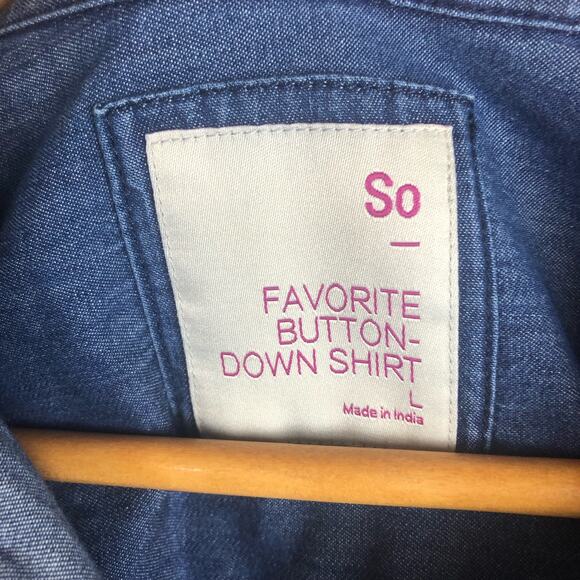 So
FAVORITE
BUTTON-
DOWN SHIRT
L
Made in India